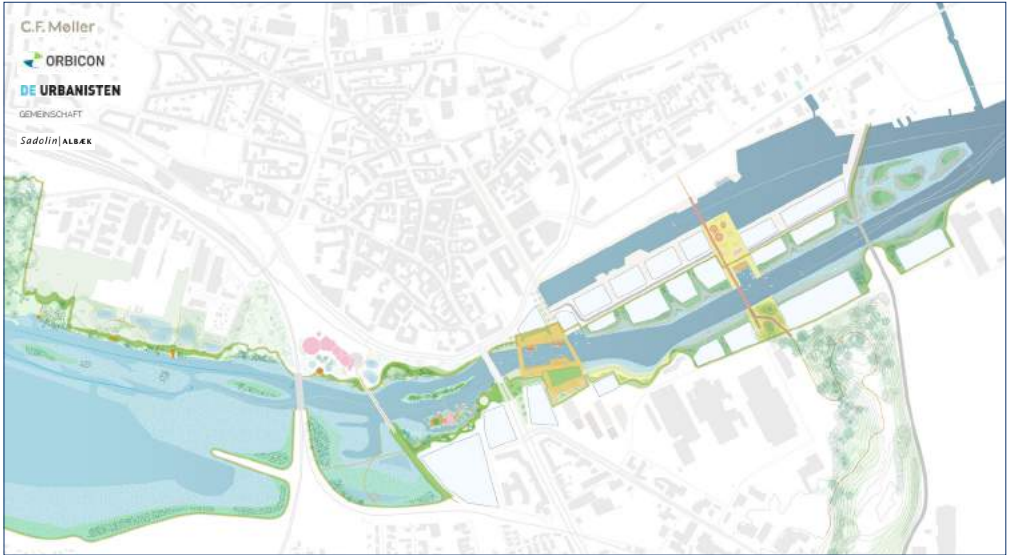 C.F. Møller
ORBICON
DE URBANISTEN
GEMEINSCHAFT
Sadolin|ALBÆK